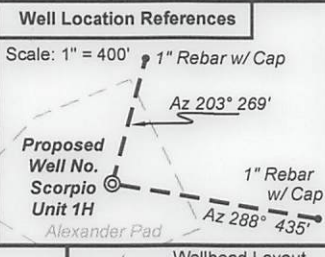 Well Location References
Scale: 1" = 400'
1" Rebar w/ Cap
Az 203° 269'
Proposed
Well No.
Scorpio
Unit 1H
1" Rebar
w/ Cap
Az 288° 435'
Alexander Pad
Wellhead Layout